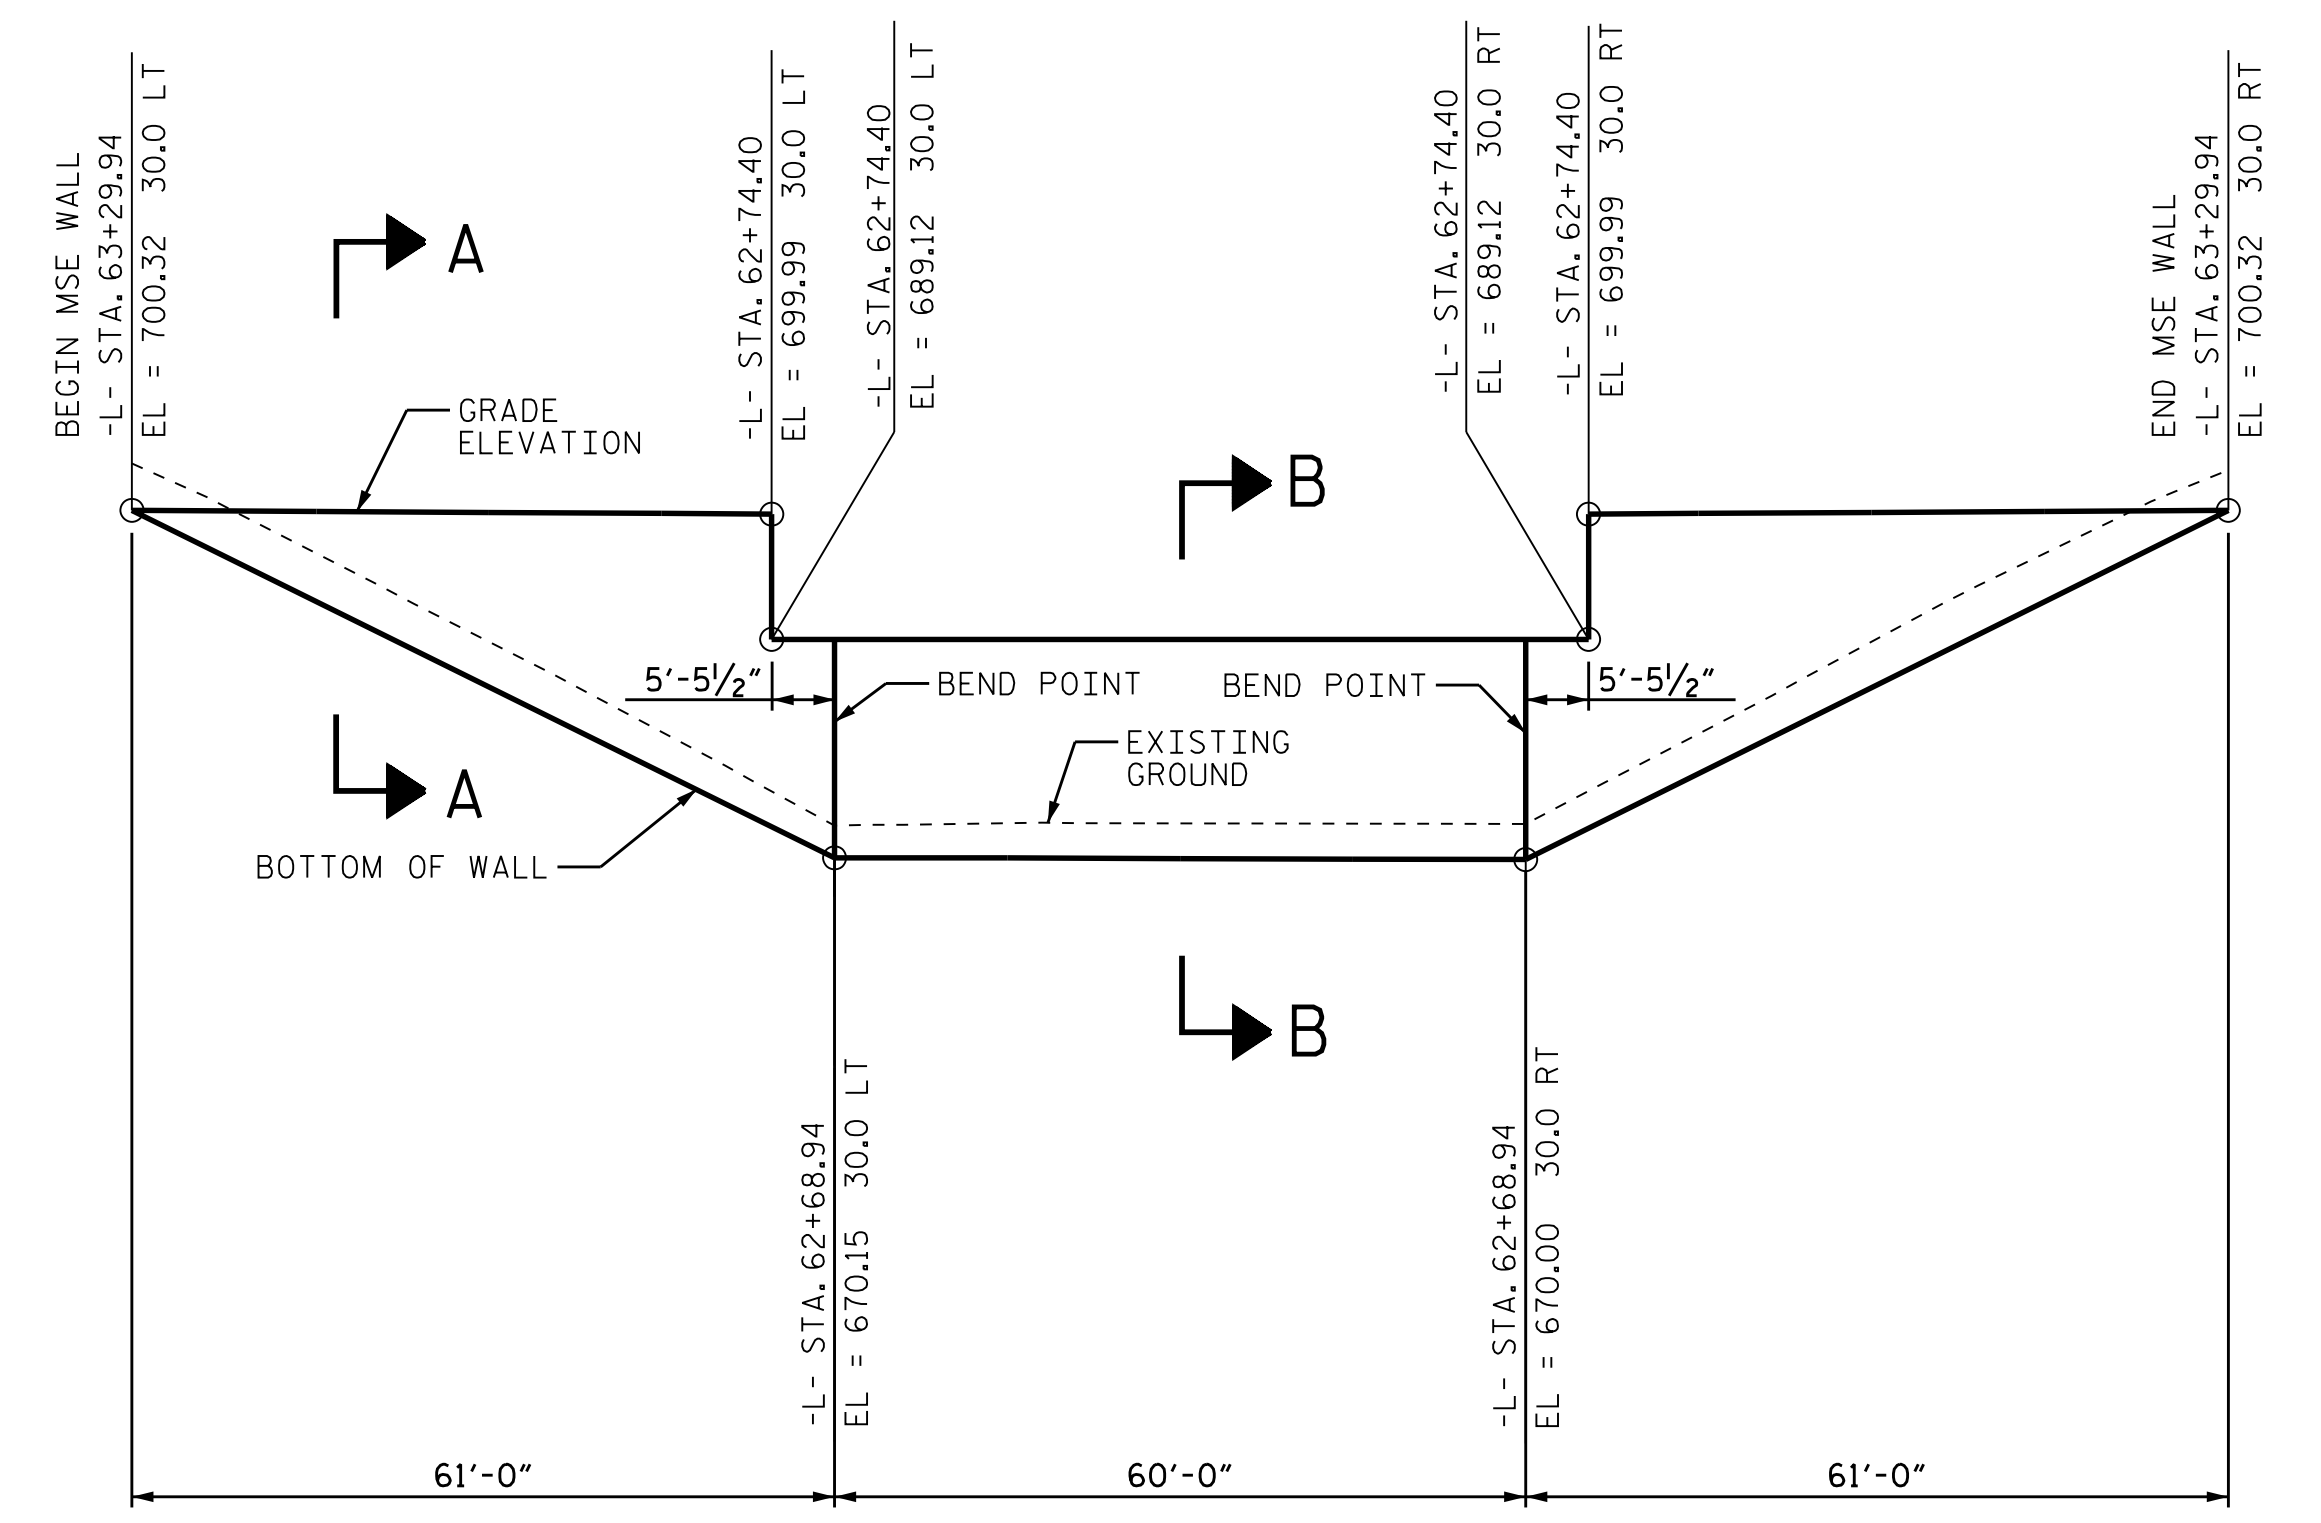 BEGIN MSE WALL
-L- STA. 63+29.94
EL = 700.32 30.0 LT
-L- STA. 62+74.40
EL = 699.99 30.0 LT
-L- STA. 62+74.40
EL = 689.12 30.0 LT
-L- STA. 62+74.40
EL = 689.12 30.0 RT
-L- STA. 62+74.40
EL = 699.99 30.0 RT
END MSE WALL
-L- STA. 63+29.94
EL = 700.32 30.0 RT
A
GRADE
ELEVATION
B
5'-5½"
BEND POINT
BEND POINT
5'-5½"
EXISTING
GROUND
A
BOTTOM OF WALL
B
-L- STA. 62+68.94
EL = 670.15 30.0 LT
-L- STA. 62+68.94
EL = 670.00 30.0 RT
61'-0"
60'-0"
61'-0"